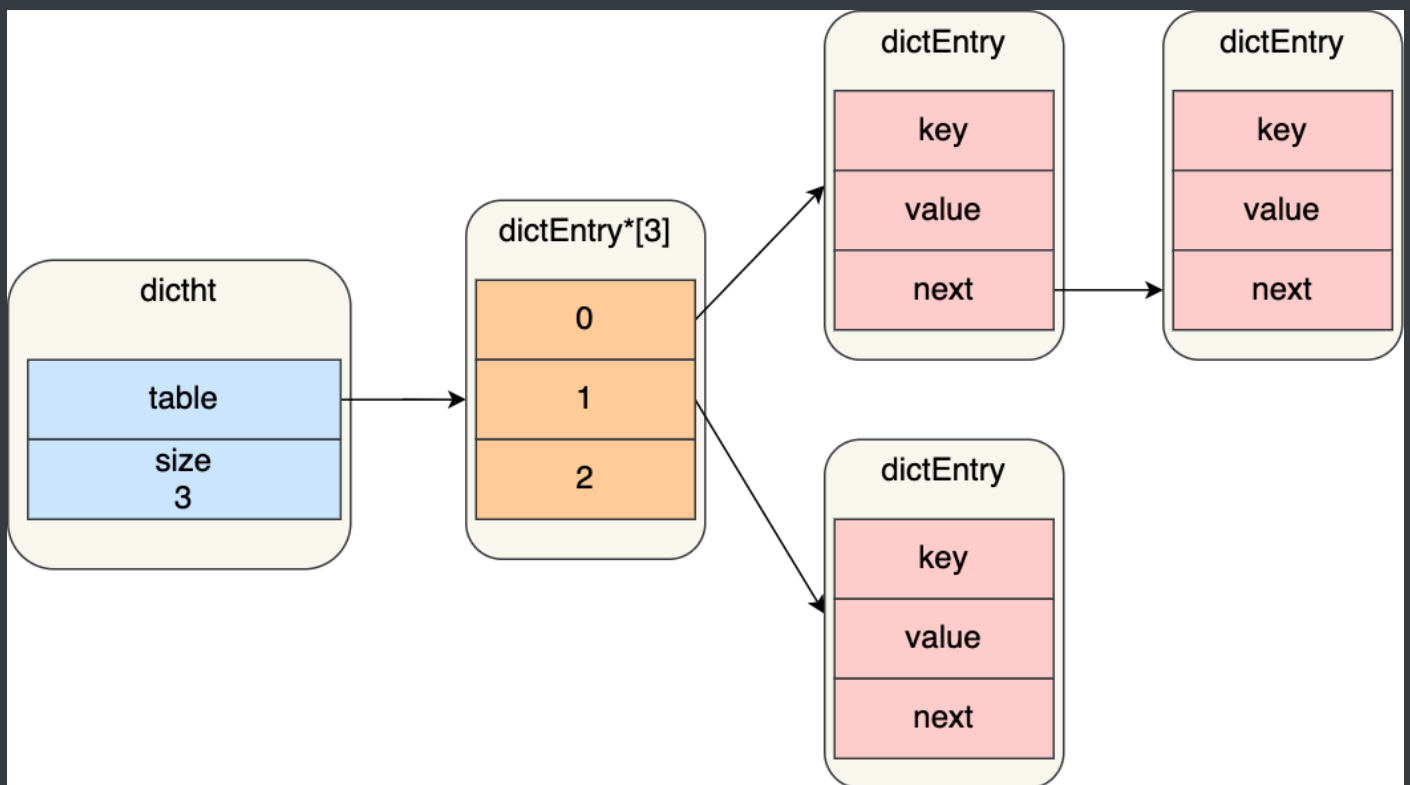 dictht
table
size
3
dictEntry*[3]
0
1
2
dictEntry
key
value
next
dictEntry
key
value
next
dictEntry
key
value
next